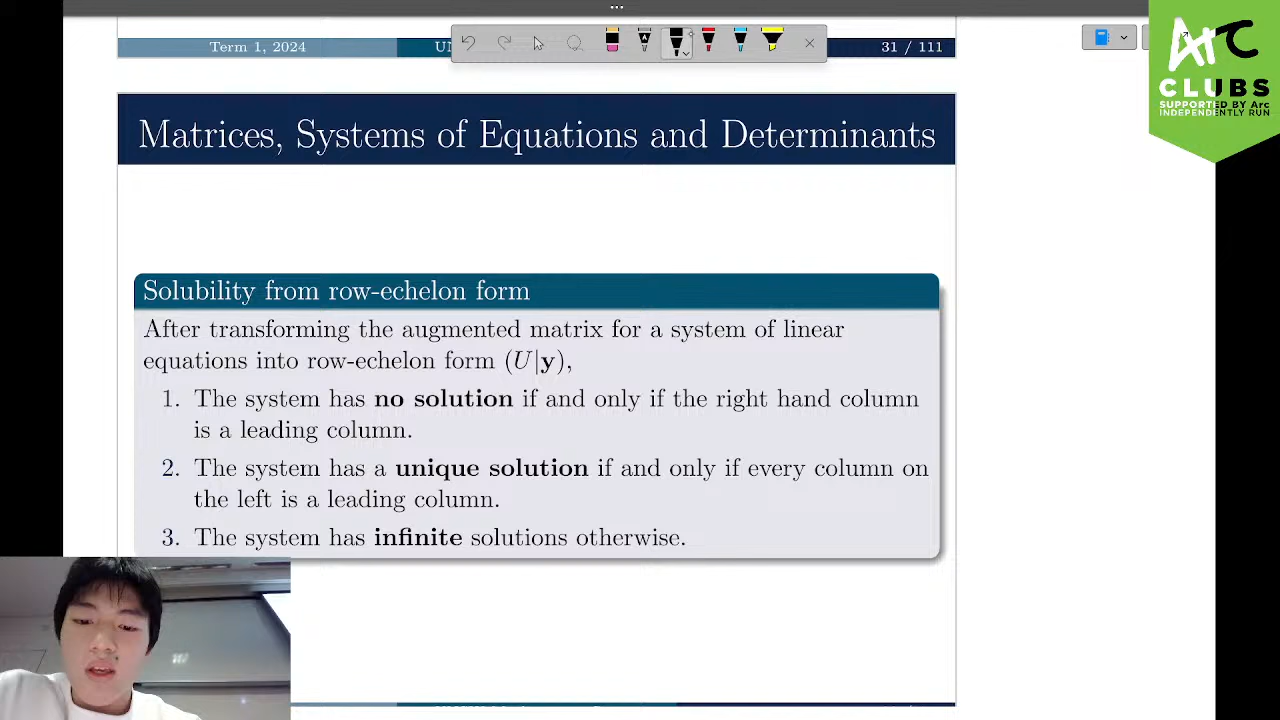 Term 1, 2024
31 / 111
Arc
CLUBS
SUPPORTED BY Arc
INDEPENDENTLY RUN
Matrices, Systems of Equations and Determinants
Solubility from row-echelon form
After transforming the augmented matrix for a system of linear
equations into row-echelon form (U|y),
1. The system has no solution if and only if the right hand column
is a leading column.
2. The system has a unique solution if and only if every column on
the left is a leading column.
3. The system has infinite solutions otherwise.